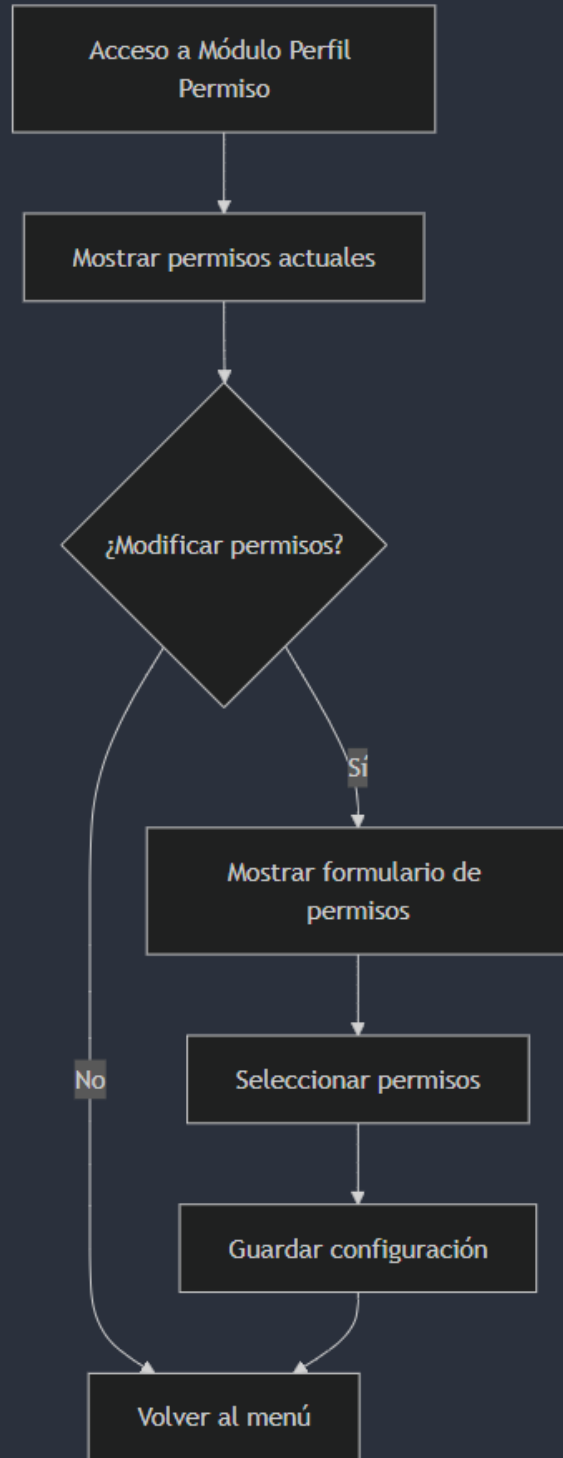 Acceso a Módulo Perfil
Permiso
Mostrar permisos actuales
¿Modificar permisos?
Sí
Mostrar formulario de
permisos
No
Seleccionar permisos
Guardar configuración
Volver al menú